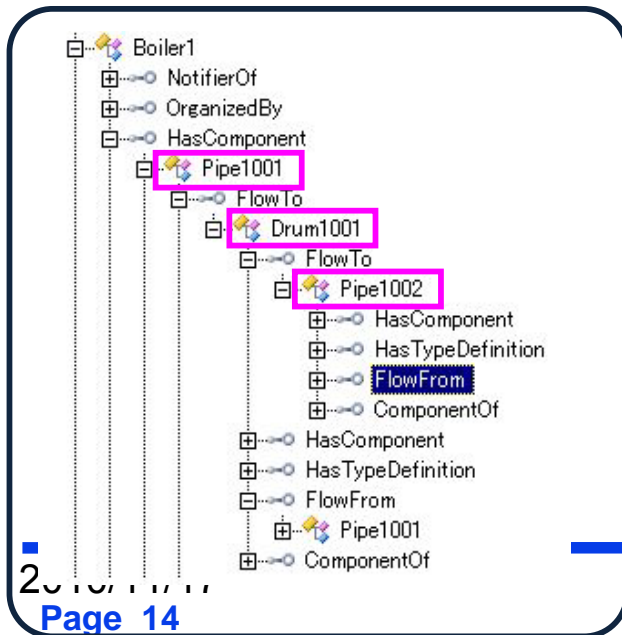 Boiler1
NotifierOf
OrganizedBy
HasComponent
Pipe1001
FlowTo
Drum1001
FlowTo
Pipe1002
HasComponent
HasTypeDefinition
FlowFrom
ComponentOf
HasComponent
HasTypeDefinition
FlowFrom
Pipe1001
ComponentOf
Page 14